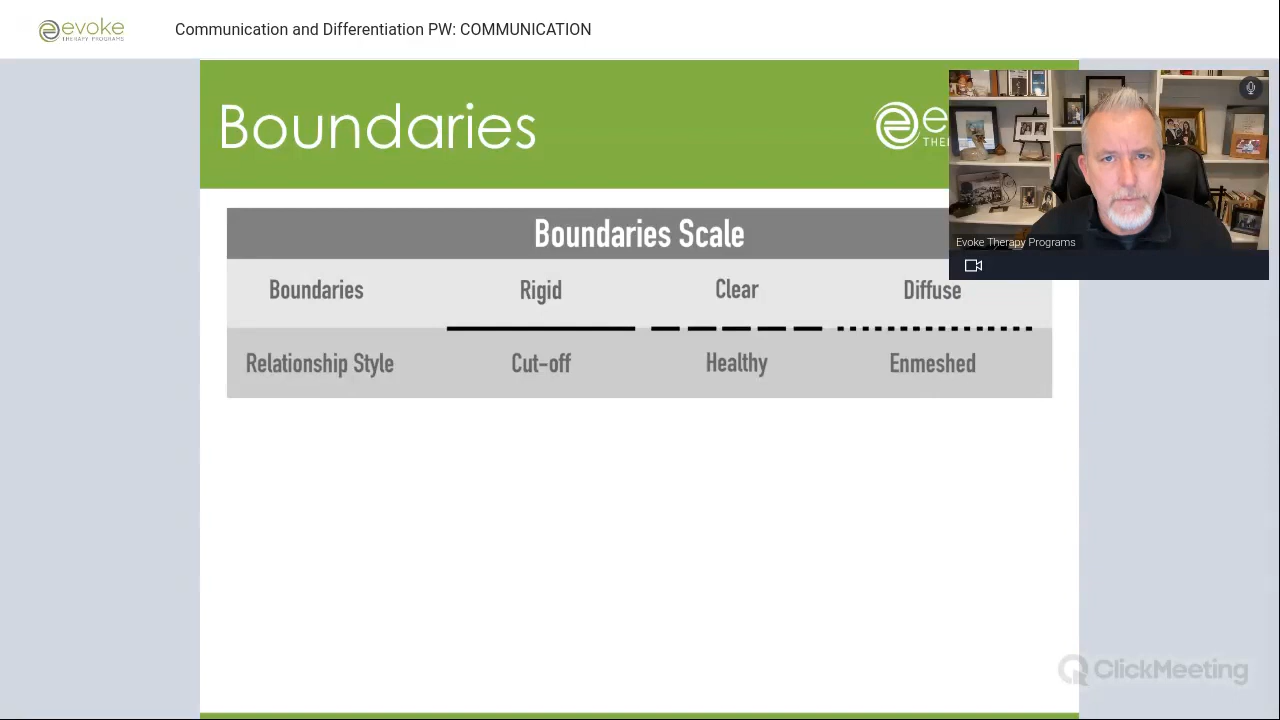 evoke
THERAPY PROGRAMS
Communication and Differentiation PW: COMMUNICATION
Boundaries
Boundaries Scale
Boundaries Rigid Clear Diffuse
Relationship Style Cut-off Healthy Enmeshed
Evoke Therapy Programs
ClickMeeting